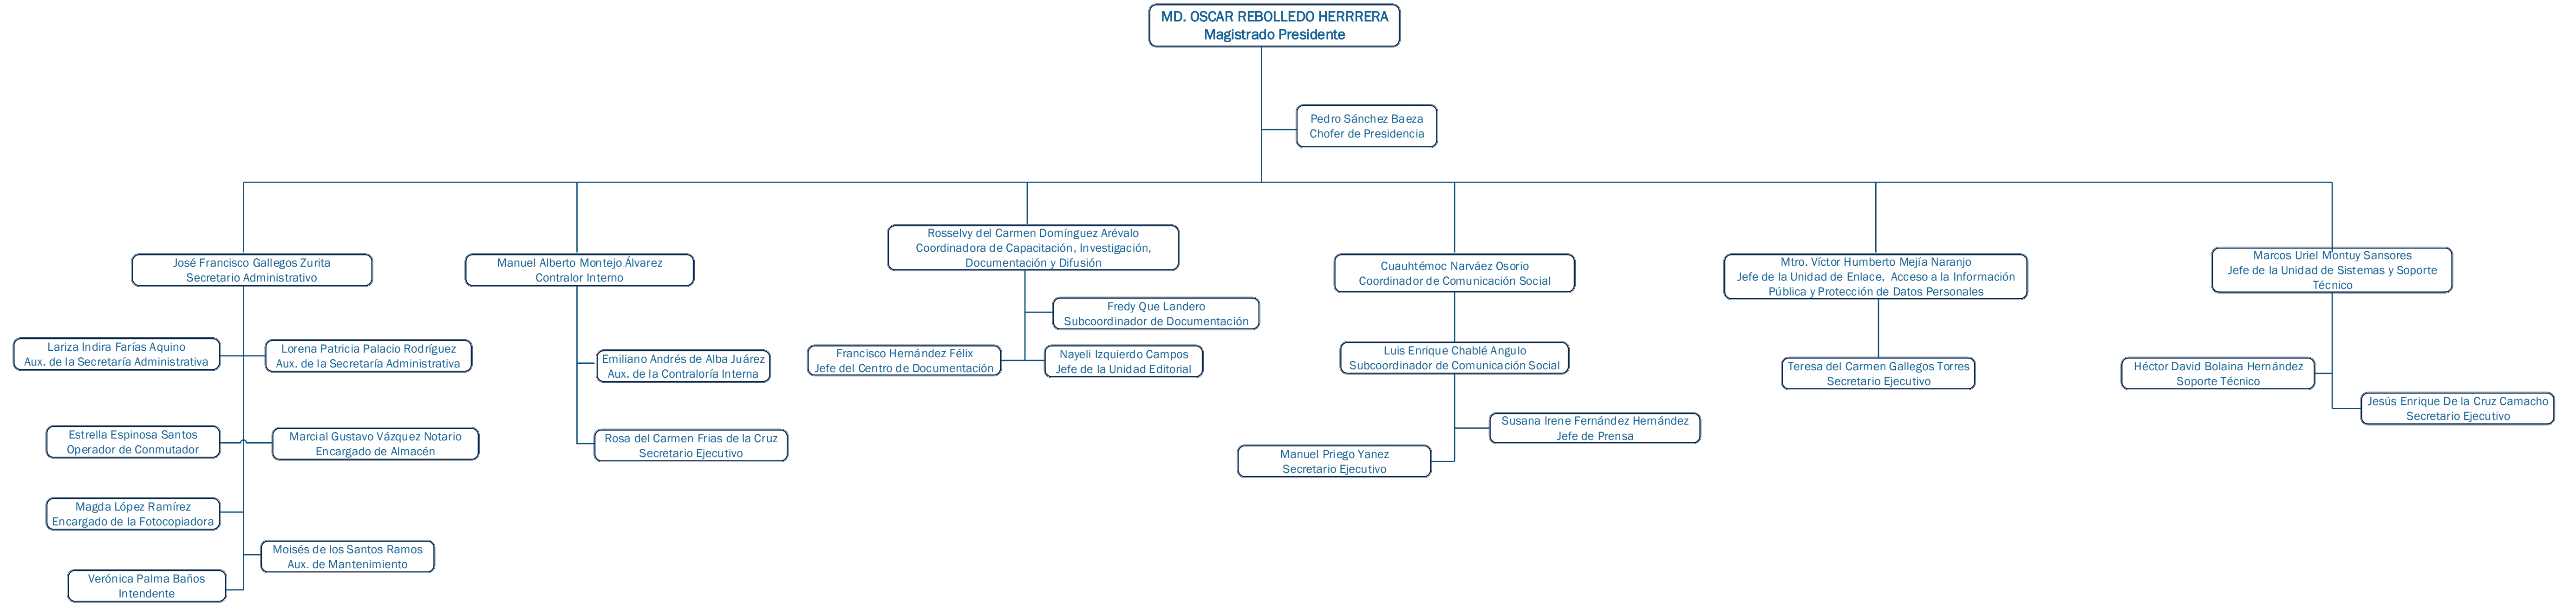 MD. OSCAR REBOLLEDO HERRRERA
Magistrado Presidente
Pedro Sánchez Baeza
Chofer de Presidencia
José Francisco Gallegos Zurita
Secretario Administrativo
Lariza Indira Farías Aquino
Aux. de la Secretaría Administrativa
Lorena Patricia Palacio Rodríguez
Aux. de la Secretaría Administrativa
Estrella Espinosa Santos
Operador de Conmutador
Marcial Gustavo Vázquez Notario
Encargado de Almacén
Magda López Ramírez
Encargado de la Fotocopiadora
Moisés de los Santos Ramos
Aux. de Mantenimiento
Verónica Palma Baños
Intendente
Manuel Alberto Montejo Álvarez
Contralor Interno
Emiliano Andrés de Alba Juárez
Aux. de la Contraloría Interna
Rosa del Carmen Frias de la Cruz
Secretario Ejecutivo
Rosselvy del Carmen Domínguez Arévalo
Coordinadora de Capacitación, Investigación,
Documentación y Difusión
Fredy Que Landero
Subcoordinador de Documentación
Francisco Hernández Félix
Jefe del Centro de Documentación
Nayeli Izquierdo Campos
Jefe de la Unidad Editorial
Cuauhtémoc Narváez Osorio
Coordinador de Comunicación Social
Luis Enrique Chablé Angulo
Subcoordinador de Comunicación Social
Susana Irene Fernández Hernández
Jefe de Prensa
Manuel Priego Yanez
Secretario Ejecutivo
Mtro. Víctor Humberto Mejía Naranjo
Jefe de la Unidad de Enlace, Acceso a la Información
Pública y Protección de Datos Personales
Teresa del Carmen Gallegos Torres
Secretario Ejecutivo
Marcos Uriel Montuy Sansores
Jefe de la Unidad de Sistemas y Soporte
Técnico
Héctor David Bolaina Hernández
Soporte Técnico
Jesús Enrique De la Cruz Camacho
Secretario Ejecutivo